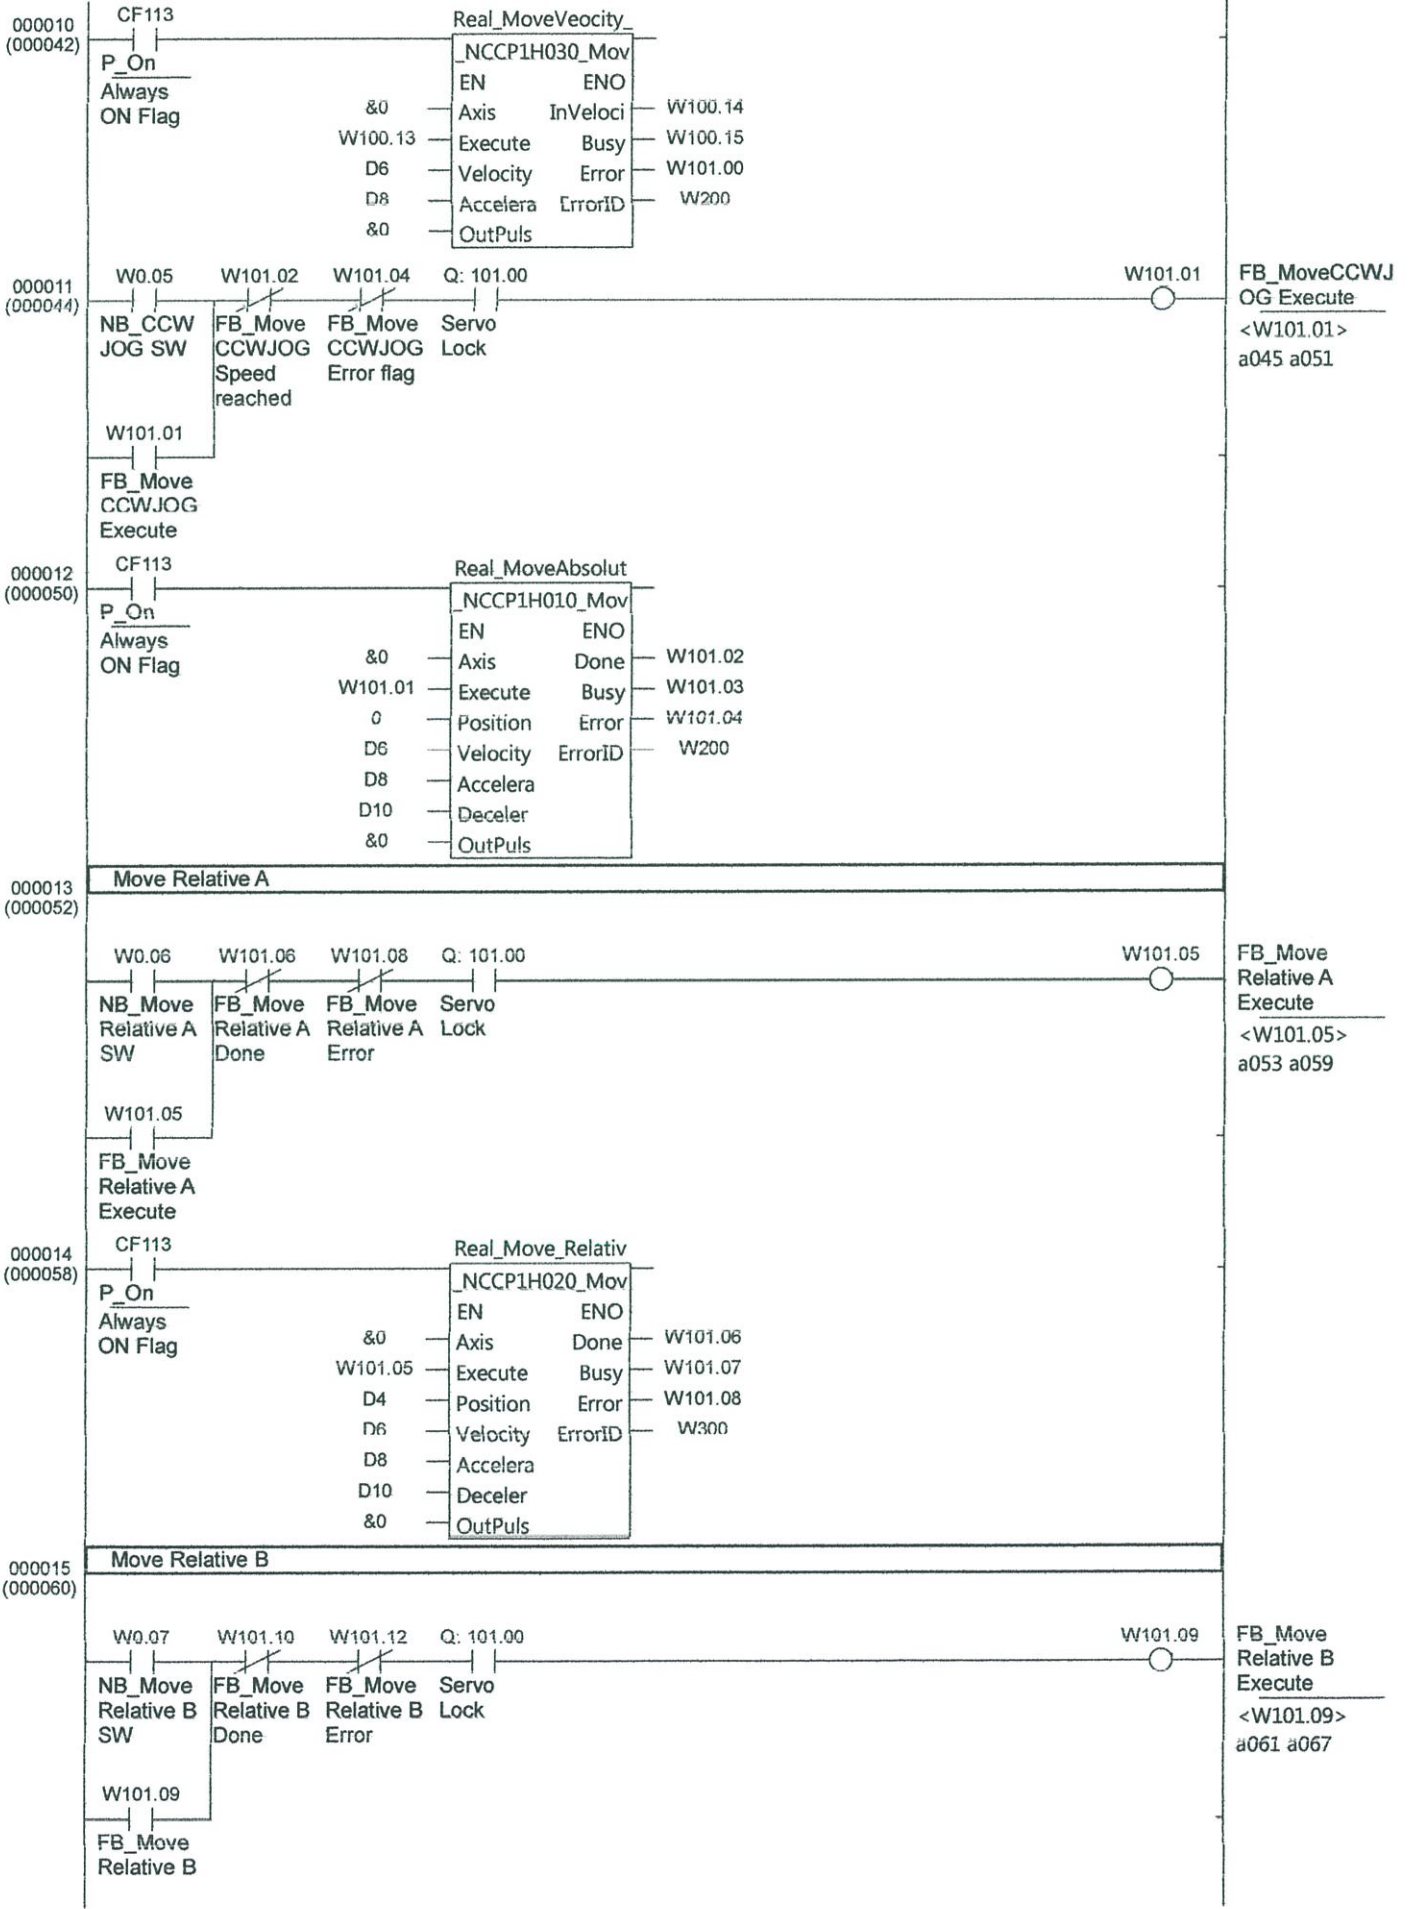 000010
(000042)
CF113
P_On
Always
ON Flag
Real_MoveVeocity_
_NCCP1H030_Mov
EN ENO
&0 Axis InVeloci W100.14
W100.13 Execute Busy W100.15
D6 Velocity Error W101.00
D8 Accelera ErrorID W200
&0 OutPuls
000011
(000044)
W0.05 W101.02 W101.04 Q: 101.00 W101.01
NB_CCW FB_Move FB_Move Servo
JOG SW CCWJOG CCWJOG Lock
Speed Error flag
reached
FB_MoveCCWJ
OG Execute
<W101.01>
a045 a051
W101.01
FB_Move
CCWJOG
Execute
000012
(000050)
CF113
P_On
Always
ON Flag
Real_MoveAbsolut
_NCCP1H010_Mov
EN ENO
&0 Axis Done W101.02
W101.01 Execute Busy W101.03
0 Position Error W101.04
D6 Velocity ErrorID W200
D8 Accelera
D10 Deceler
&0 OutPuls
000013
(000052)
Move Relative A
W0.06 W101.06 W101.08 Q: 101.00 W101.05
NB_Move FB_Move FB_Move Servo
Relative A Relative A Relative A Lock
SW Done Error
FB_Move
Relative A
Execute
<W101.05>
a053 a059
W101.05
FB_Move
Relative A
Execute
000014
(000058)
CF113
P_On
Always
ON Flag
Real_Move_Relativ
_NCCP1H020_Mov
EN ENO
&0 Axis Done W101.06
W101.05 Execute Busy W101.07
D4 Position Error W101.08
D6 Velocity ErrorID W300
D8 Accelera
D10 Deceler
&0 OutPuls
000015
(000060)
Move Relative B
W0.07 W101.10 W101.12 Q: 101.00 W101.09
NB_Move FB_Move FB_Move Servo
Relative B Relative B Relative B Lock
SW Done Error
FB_Move
Relative B
Execute
<W101.09>
a061 a067
W101.09
FB_Move
Relative B